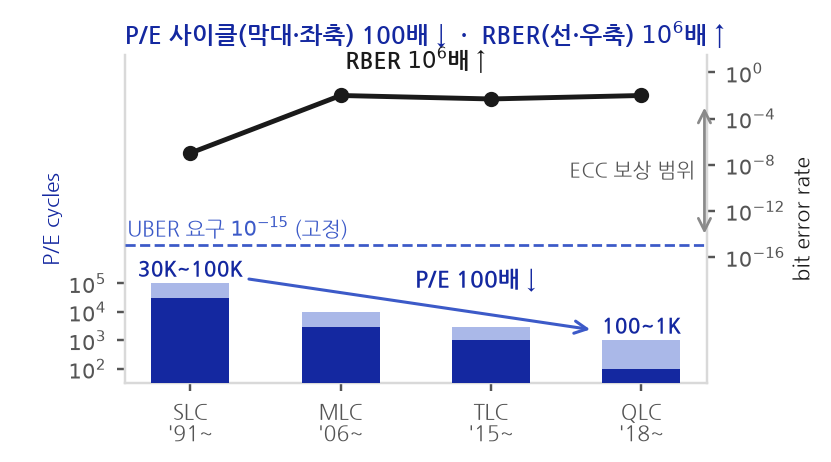 P/E 사이클(막대·좌축) 100배↓ · RBER(선·우축) 10⁶배↑
RBER 10⁶배↑
10⁰
10⁻⁴
ECC 보상 범위
10⁻⁸
10⁻¹²
10⁻¹⁶
bit error rate
P/E cycles
UBER 요구 10⁻¹⁵ (고정)
30K~100K
P/E 100배↓
100~1K
10⁵
10⁴
10³
10²
SLC
'91~
MLC
'06~
TLC
'15~
QLC
'18~